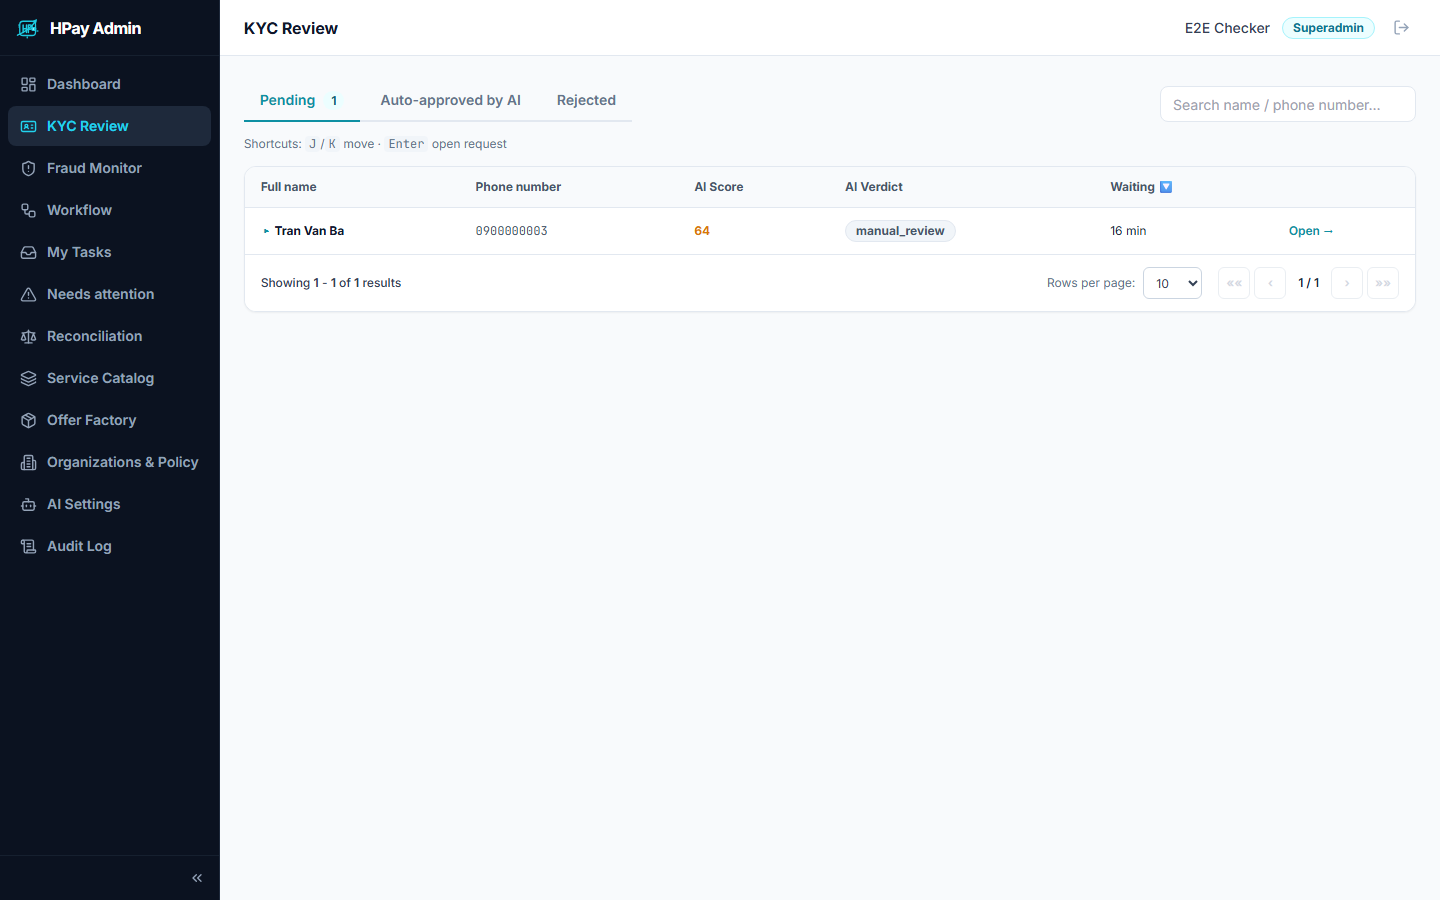 HPay Admin
KYC Review
E2E Checker
Superadmin
Dashboard
KYC Review
Fraud Monitor
Workflow
My Tasks
Needs attention
Reconciliation
Service Catalog
Offer Factory
Organizations & Policy
AI Settings
Audit Log
Pending 1
Auto-approved by AI
Rejected
Search name / phone number...
Shortcuts: J / K move · Enter open request
Full name Phone number AI Score AI Verdict Waiting
Tran Van Ba 0900000003 64 manual_review 16 min Open →
Showing 1 - 1 of 1 results
Rows per page: 10 «« ‹ 1 / 1 › »»